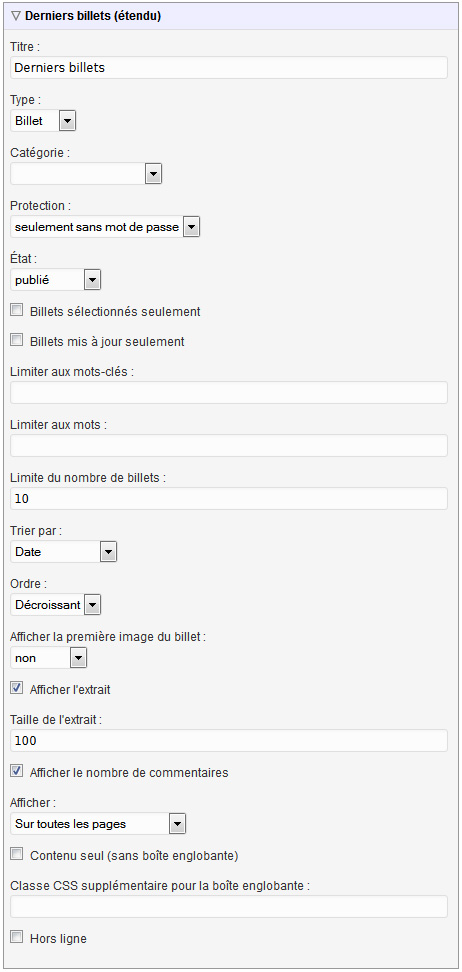 Derniers billets (étendu)
Titre :
Derniers billets
Type :
Billet
Catégorie :
Protection :
seulement sans mot de passe
État :
publié
Billets sélectionnés seulement
Billets mis à jour seulement
Limiter aux mots-clés :
Limiter aux mots :
Limite du nombre de billets :
10
Trier par :
Date
Ordre :
Décroissant
Afficher la première image du billet :
non
Afficher l'extrait
Taille de l'extrait :
100
Afficher le nombre de commentaires
Afficher :
Sur toutes les pages
Contenu seul (sans boîte englobante)
Classe CSS supplémentaire pour la boîte englobante :
Hors ligne